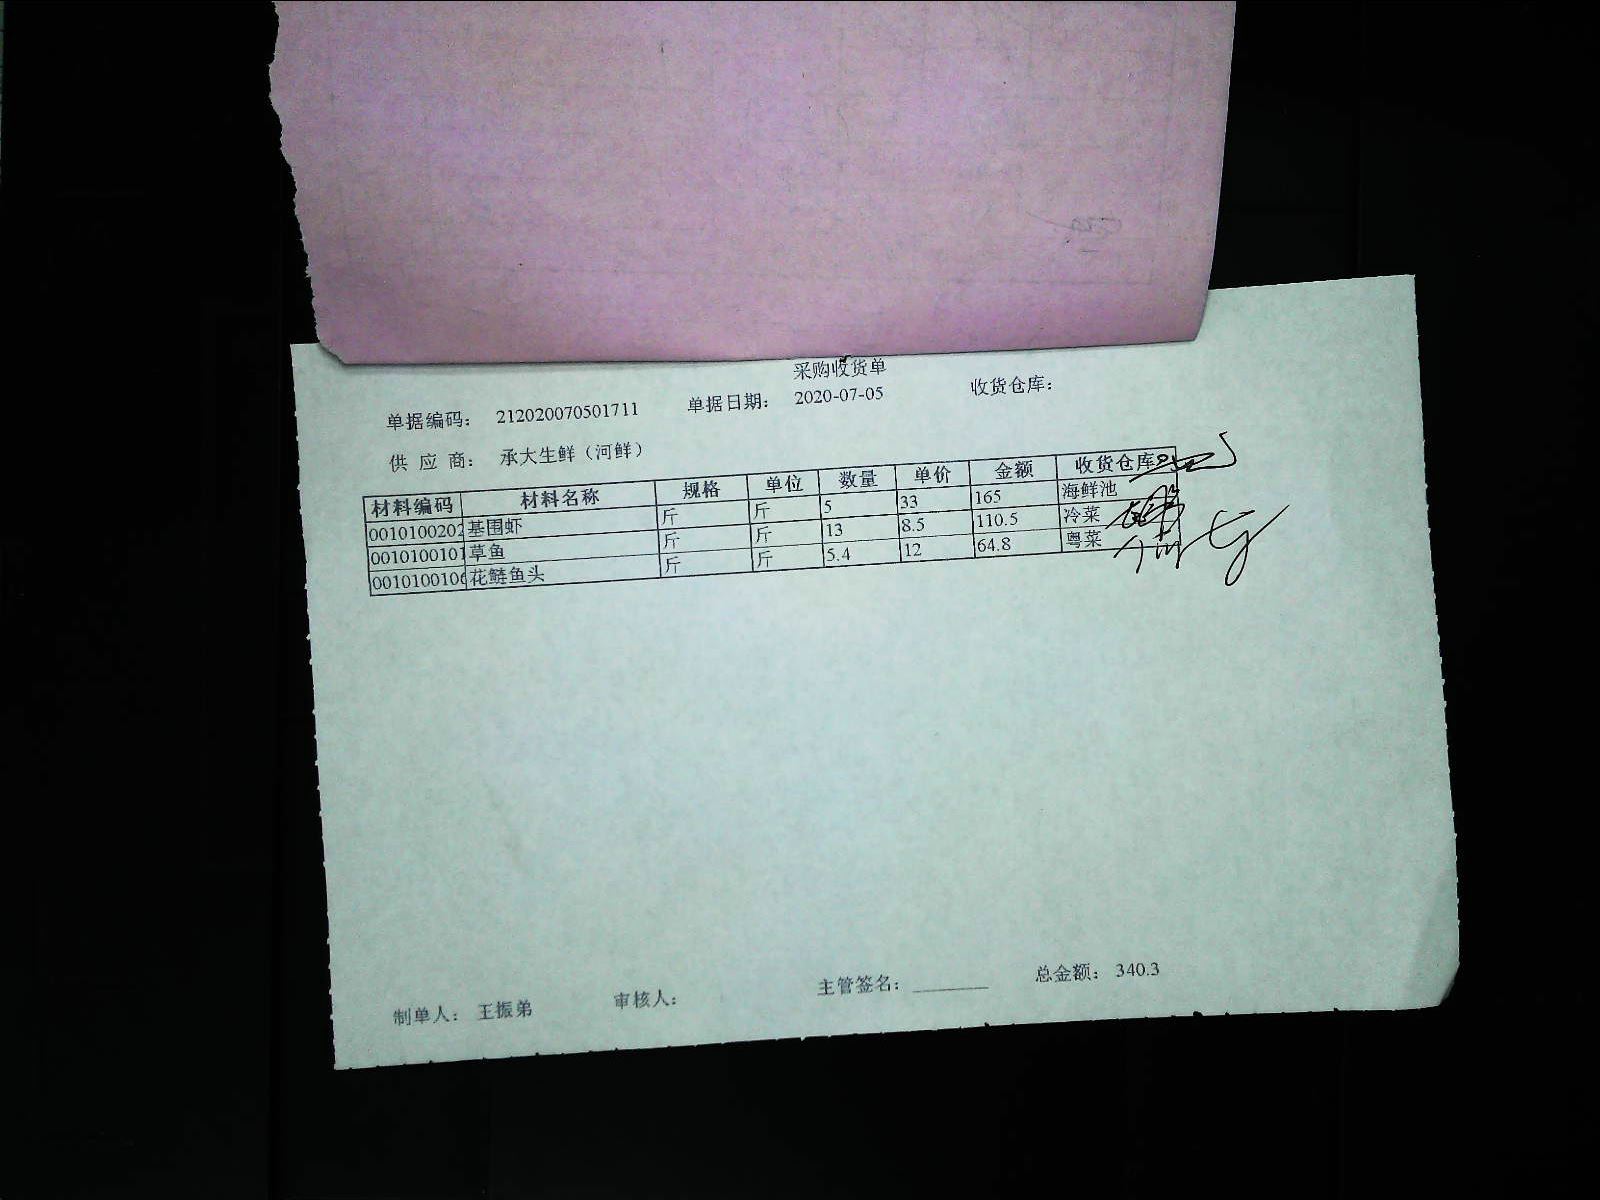 采购收货单
单据编码: 212020070501711 单据日期: 2020-07-05 收货仓库:
供 应 商: 承大生鲜（河鲜）
材料编码 材料名称 规格 单位 数量 单价 金额 收货仓库
0010100202 基围虾 斤 斤 5 33 165 海鲜池
0010100101 草鱼 斤 斤 13 8.5 110.5 冷菜
001010010 花鲢鱼头 斤 斤 5.4 12 64.8 粤菜
制单人: 王振弟 审核人: 主管签名: 总金额: 340.3